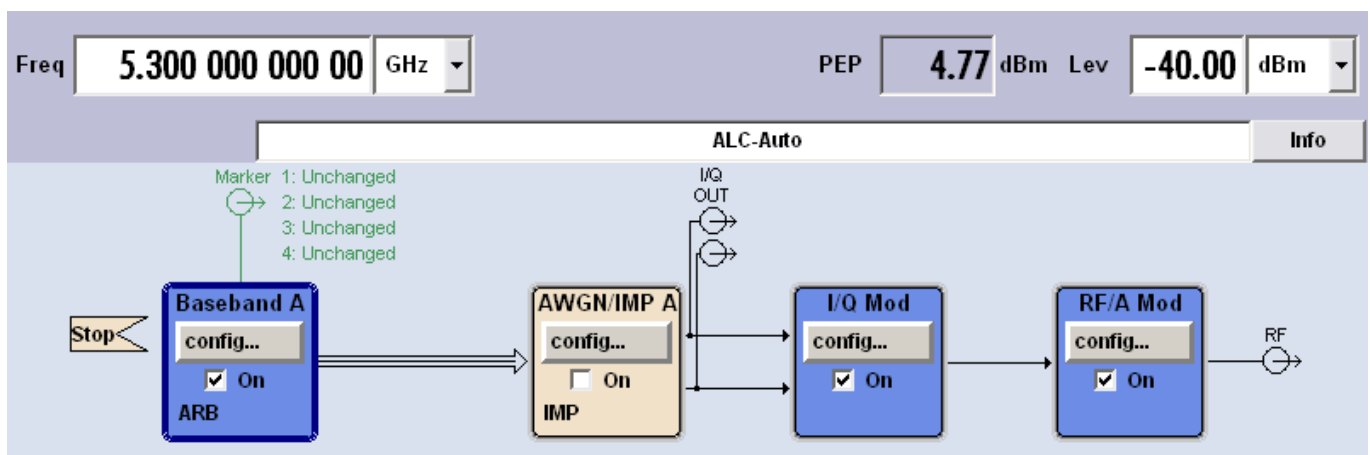 Freq 5.300 000 000 00 GHz PEP 4.77 dBm Lev -40.00 dBm
ALC-Auto Info
Marker 1: Unchanged
2: Unchanged
3: Unchanged
4: Unchanged
I/Q
OUT
Baseband A AWGN/IMP A I/Q Mod RF/A Mod
Stop config... config... config... config... RF
On On On On
ARB IMP